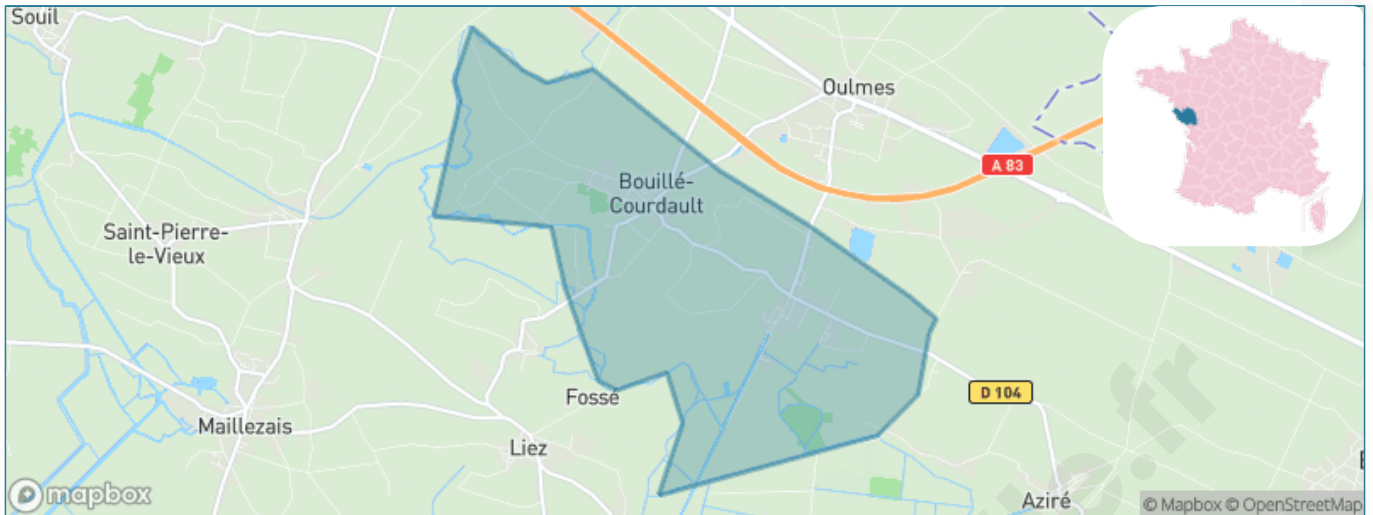 Souil
Oulmes
A 83
Bouillé-
Courdault
Saint-Pierre-
le-Vieux
Fossé
D 104
Maillezais
Liez
Aziré
mapbox
© Mapbox © OpenStreetMap